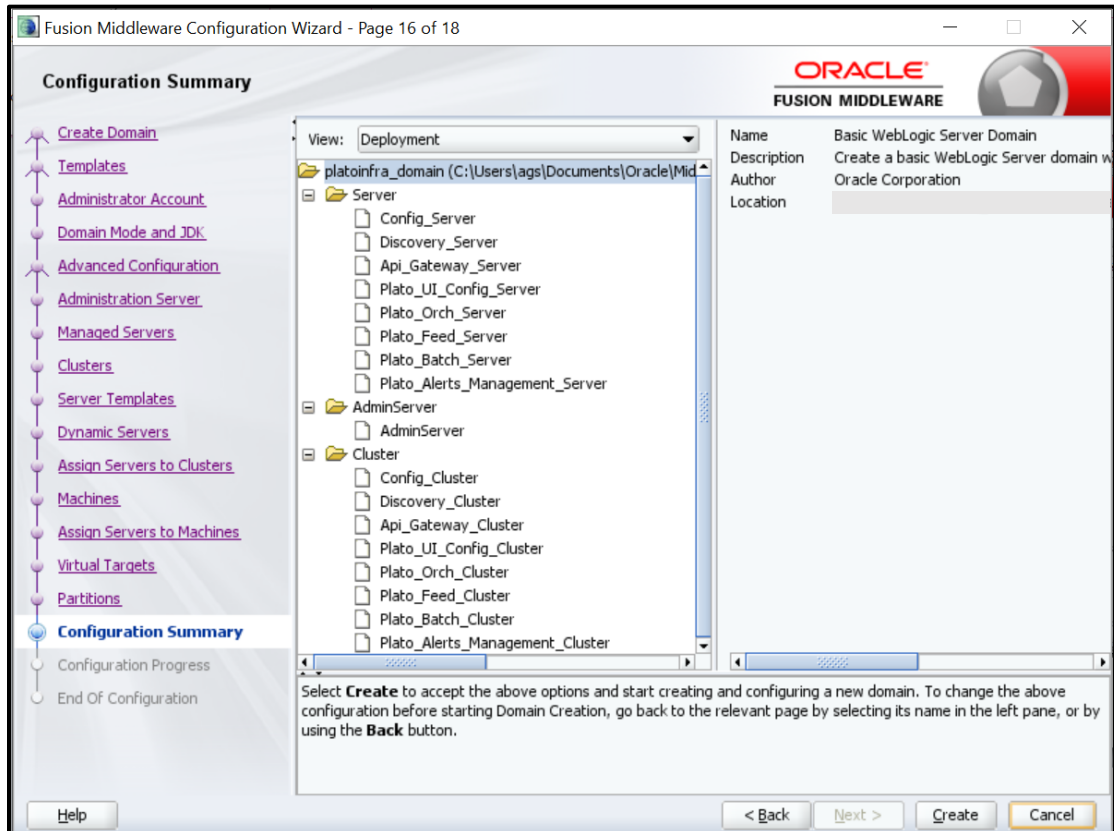 Fusion Middleware Configuration Wizard - Page 16 of 18
Configuration Summary
ORACLE
FUSION MIDDLEWARE
Create Domain
Templates
Administrator Account
Domain Mode and JDK
Advanced Configuration
Administration Server
Managed Servers
Clusters
Server Templates
Dynamic Servers
Assign Servers to Clusters
Machines
Assign Servers to Machines
Virtual Targets
Partitions
Configuration Summary
Configuration Progress
End Of Configuration
View: Deployment
platoinfra_domain (C:\Users\ags\Documents\Oracle\Mid
Server
Config_Server
Discovery_Server
Api_Gateway_Server
Plato_UI_Config_Server
Plato_Orch_Server
Plato_Feed_Server
Plato_Batch_Server
Plato_Alerts_Management_Server
AdminServer
AdminServer
Cluster
Config_Cluster
Discovery_Cluster
Api_Gateway_Cluster
Plato_UI_Config_Cluster
Plato_Orch_Cluster
Plato_Feed_Cluster
Plato_Batch_Cluster
Plato_Alerts_Management_Cluster
Name Basic WebLogic Server Domain
Description Create a basic WebLogic Server domain w
Author Oracle Corporation
Location
Select Create to accept the above options and start creating and configuring a new domain. To change the above
configuration before starting Domain Creation, go back to the relevant page by selecting its name in the left pane, or by
using the Back button.
Help
< Back
Next >
Create
Cancel